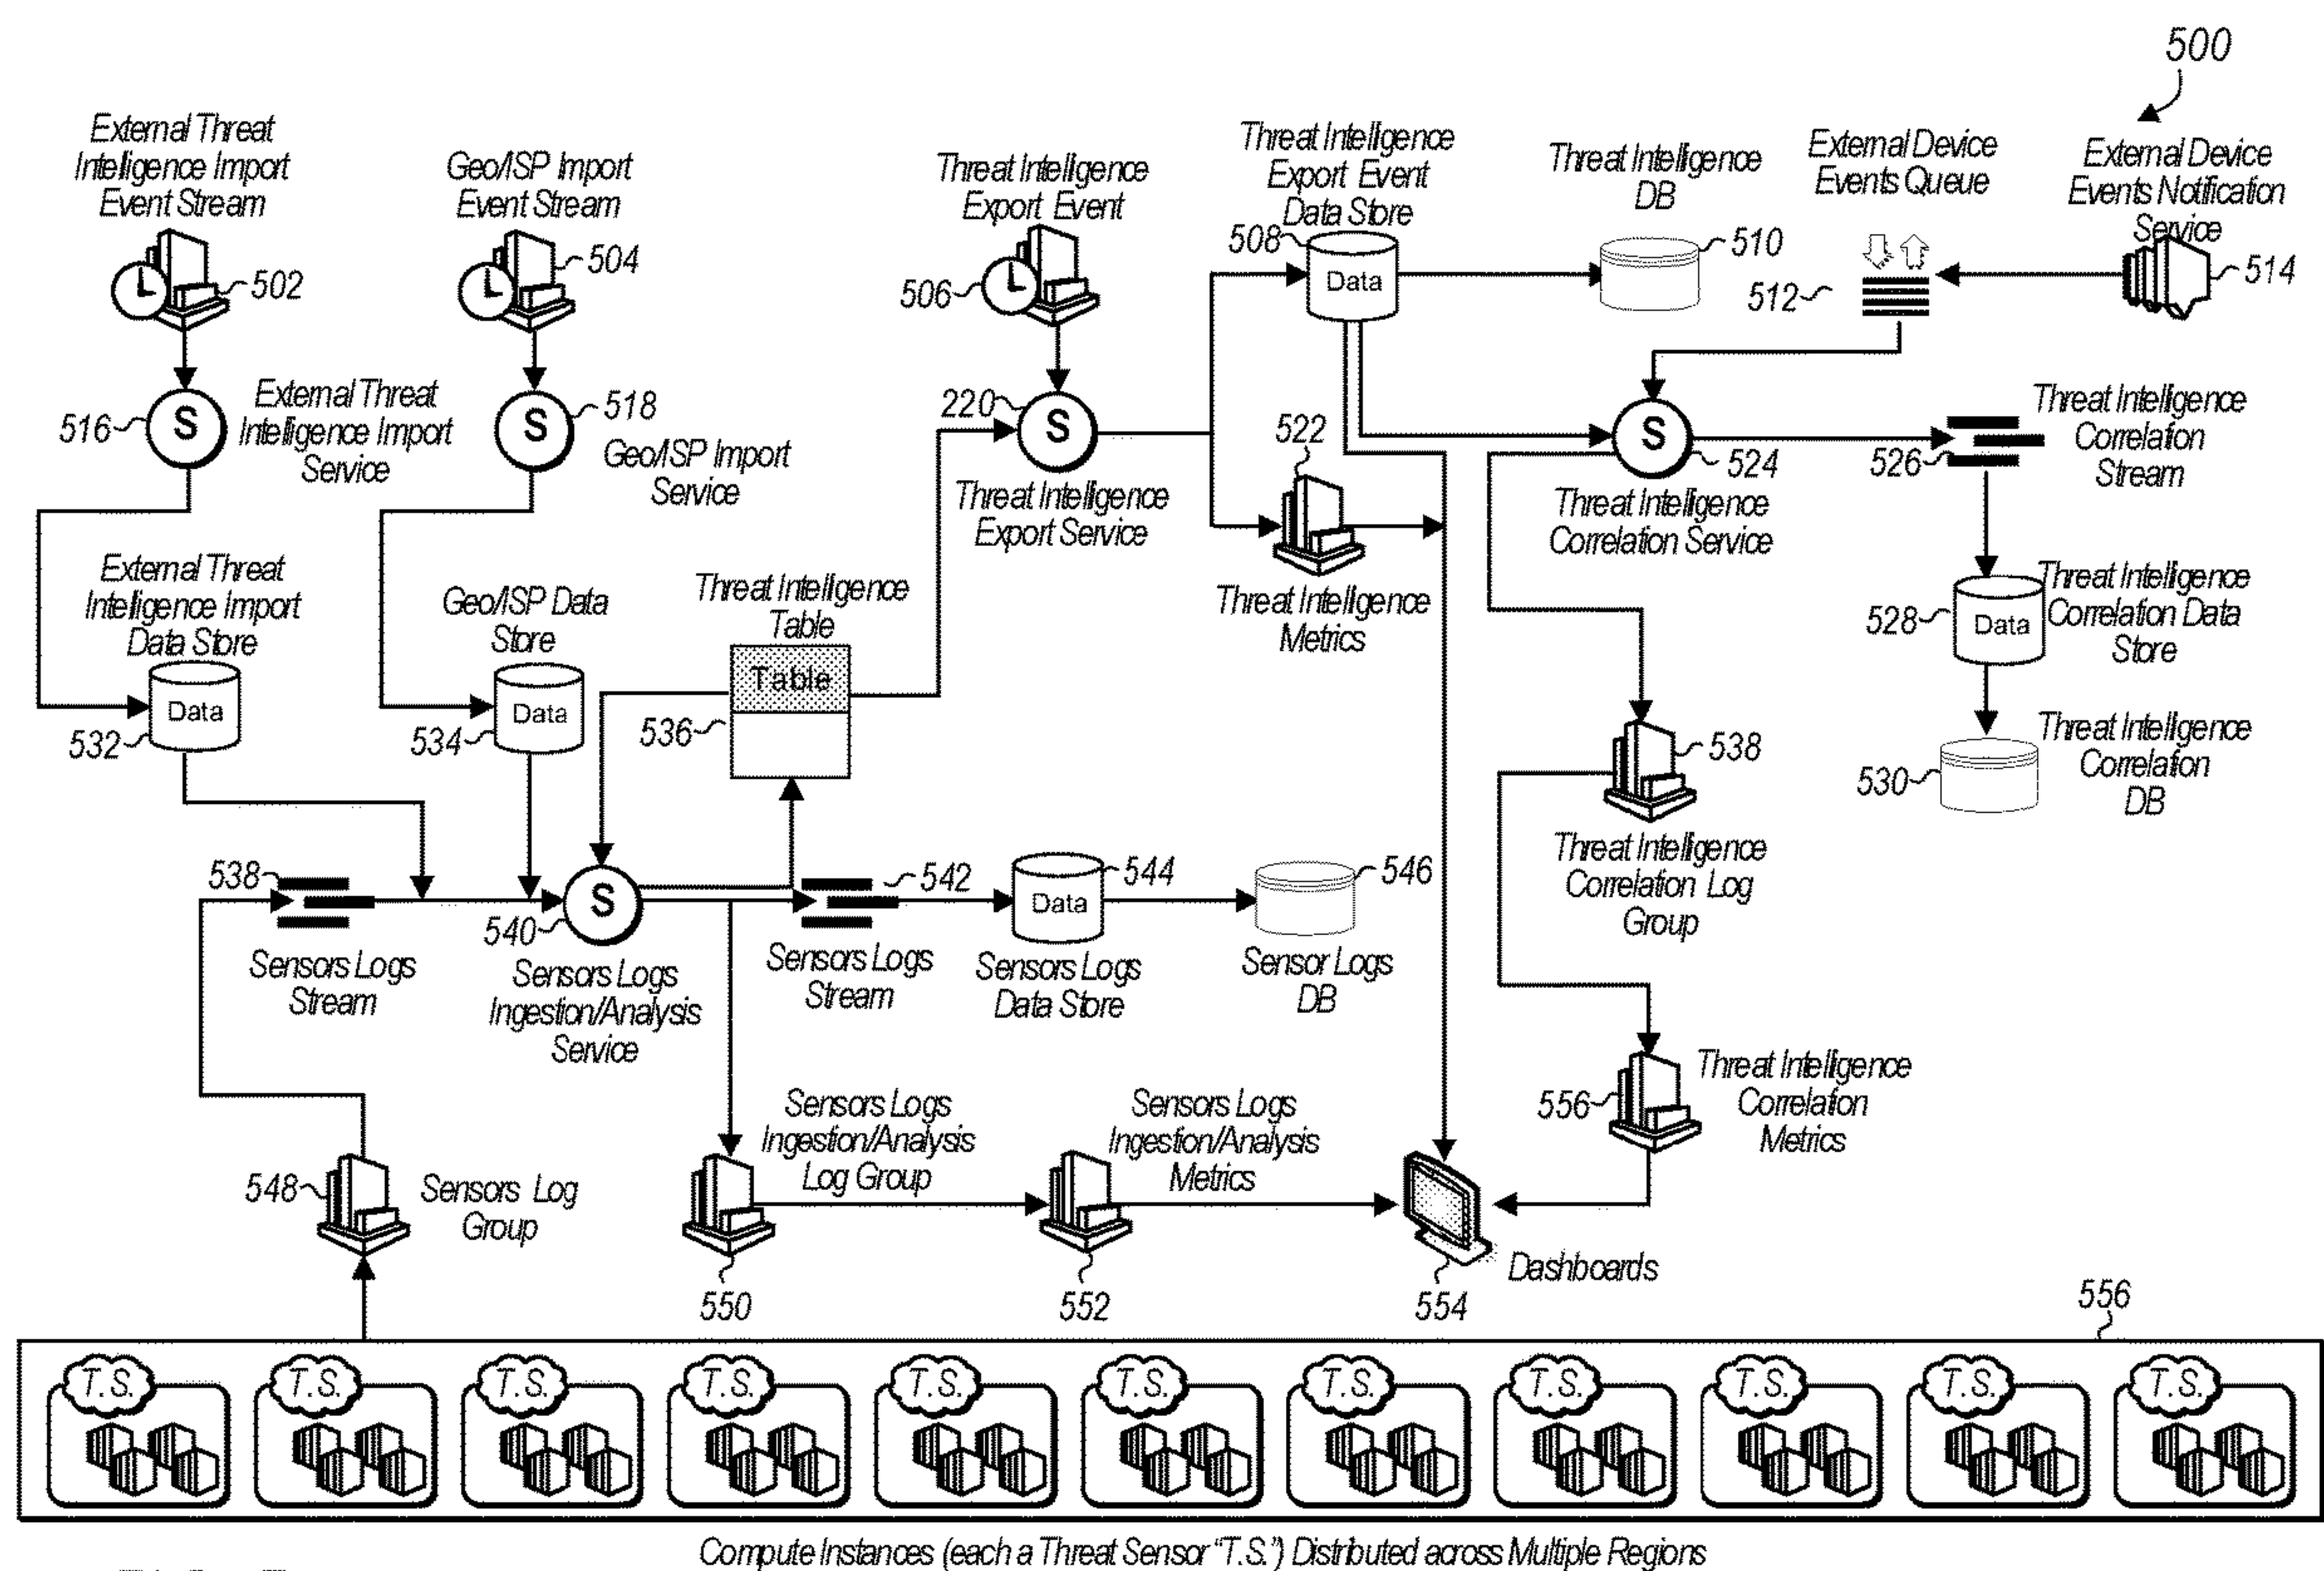 500
External Threat
Intelligence Import
Event Stream
502
Geo/ISP Import
Event Stream
504
Threat Intelligence
Export Event
506
Threat Intelligence
Export Event
Data Store
508
Data
Threat Intelligence
DB
510
External Device
Events Queue
512
External Device
Events Notification
Service
514
516
S
External Threat
Intelligence Import
Service
S
518
Geo/ISP Import
Service
220
S
Threat Intelligence
Export Service
522
Threat Intelligence
Metrics
S
524
Threat Intelligence
Correlation Service
526
Threat Intelligence
Correlation
Stream
External Threat
Intelligence Import
Data Store
Data
532
Geo/ISP Data
Store
Data
534
Threat Intelligence
Table
Table
536
528
Data
Threat Intelligence
Correlation Data
Store
530
Threat Intelligence
Correlation
DB
538
Threat Intelligence
Correlation Log
Group
538
Sensors Logs
Stream
S
540
Sensors Logs
Ingestion/Analysis
Service
542
Sensors Logs
Stream
Data
544
Sensors Logs
Data Store
546
Sensor Logs
DB
548
Sensors Log
Group
Sensors Logs
Ingestion/Analysis
Log Group
550
Sensors Logs
Ingestion/Analysis
Metrics
552
Dashboards
554
556
Threat Intelligence
Correlation
Metrics
556
T.S.
T.S.
T.S.
T.S.
T.S.
T.S.
T.S.
T.S.
T.S.
T.S.
T.S.
Compute Instances (each a Threat Sensor "T.S.") Distributed across Multiple Regions